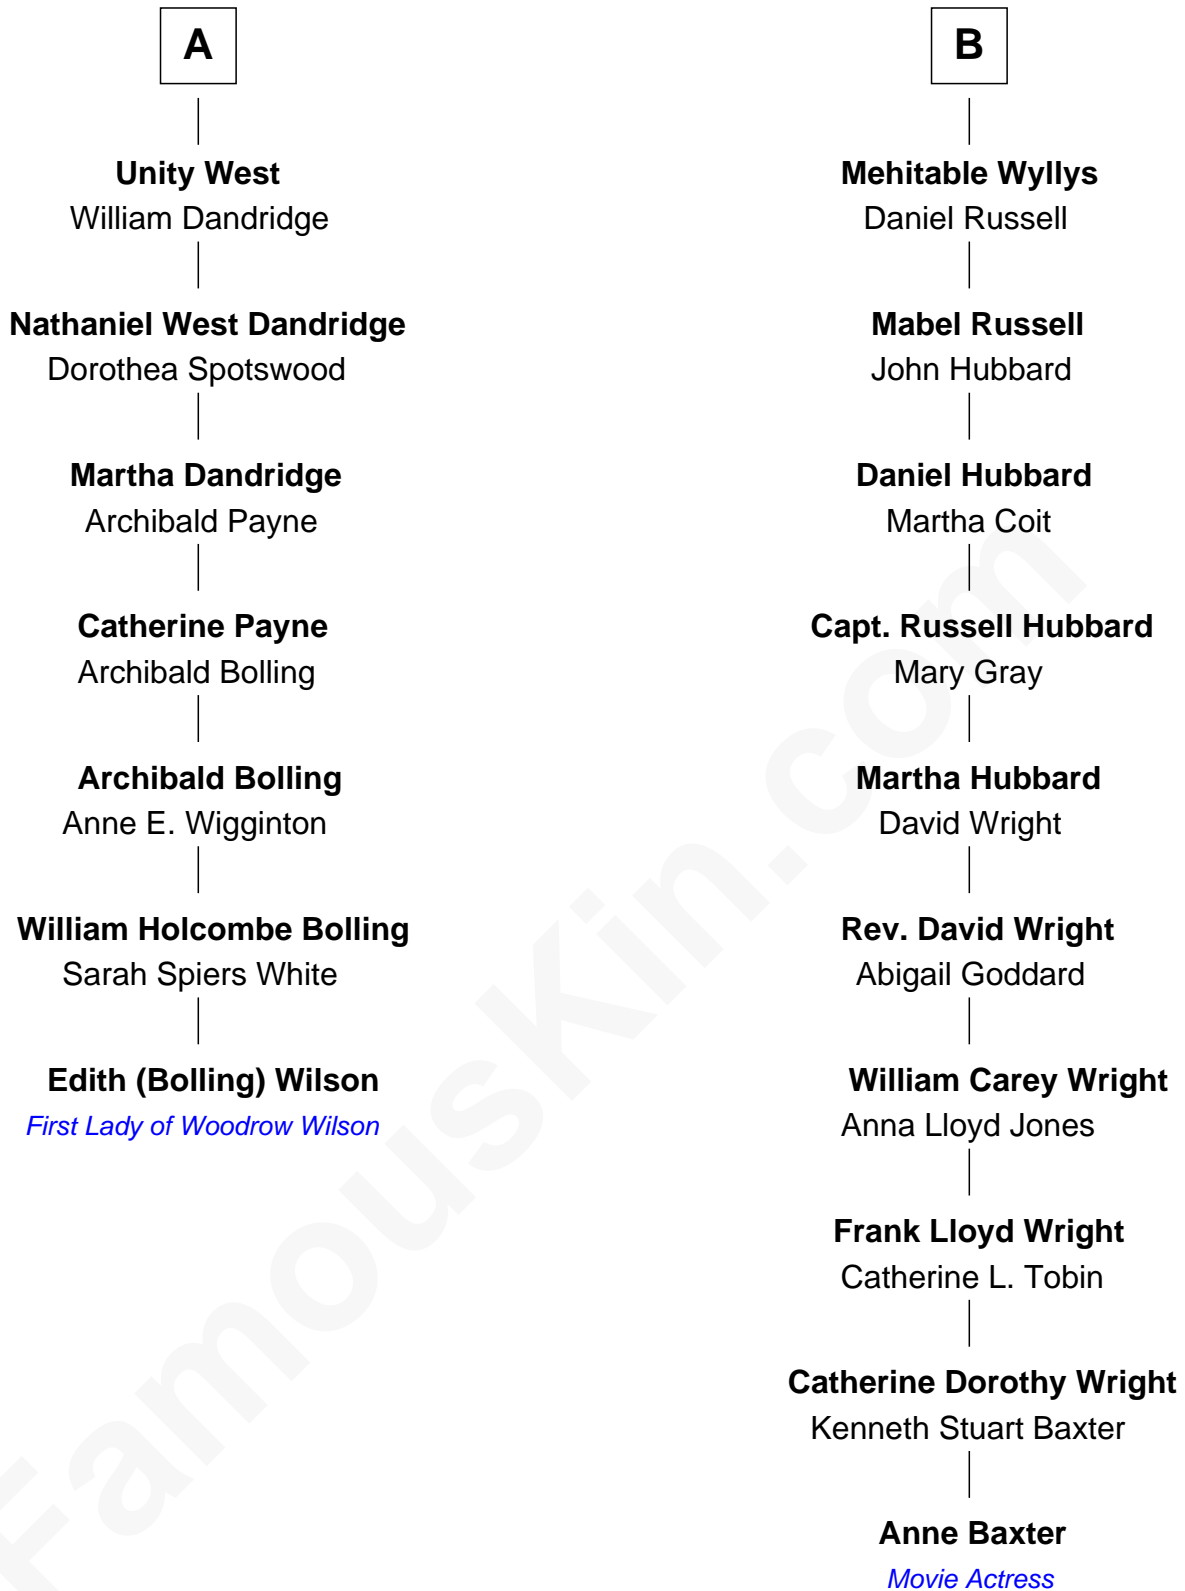 A
Unity West
William Dandridge
Nathaniel West Dandridge
Dorothea Spotswood
Martha Dandridge
Archibald Payne
Catherine Payne
Archibald Bolling
Archibald Bolling
Anne E. Wigginton
William Holcombe Bolling
Sarah Spiers White
Edith (Bolling) Wilson
First Lady of Woodrow Wilson
B
Mehitable Wyllys
Daniel Russell
Mabel Russell
John Hubbard
Daniel Hubbard
Martha Coit
Capt. Russell Hubbard
Mary Gray
Martha Hubbard
David Wright
Rev. David Wright
Abigail Goddard
William Carey Wright
Anna Lloyd Jones
Frank Lloyd Wright
Catherine L. Tobin
Catherine Dorothy Wright
Kenneth Stuart Baxter
Anne Baxter
Movie Actress
FamousKin.com